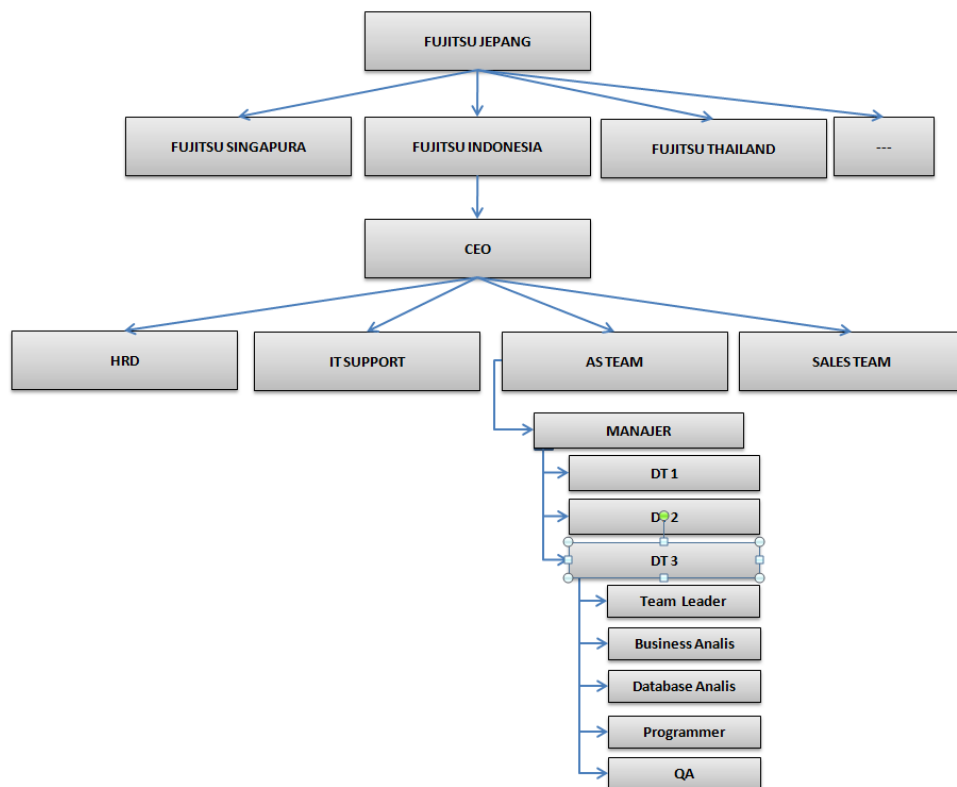 FUJITSU JEPANG
FUJITSU SINGAPURA
FUJITSU INDONESIA
FUJITSU THAILAND
---
CEO
HRD
IT SUPPORT
AS TEAM
SALES TEAM
MANAJER
DT 1
DT 2
DT 3
Team Leader
Business Analis
Database Analis
Programmer
QA